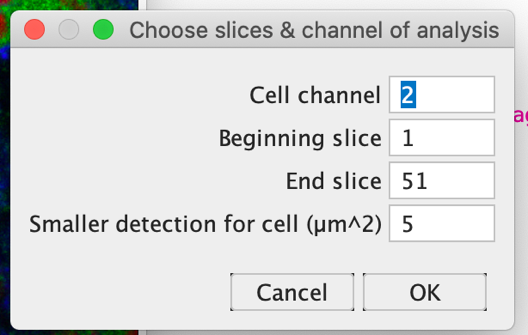 Choose slices & channel of analysis
Cell channel 2
Beginning slice 1
End slice 51
Smaller detection for cell (µm^2) 5
Cancel OK